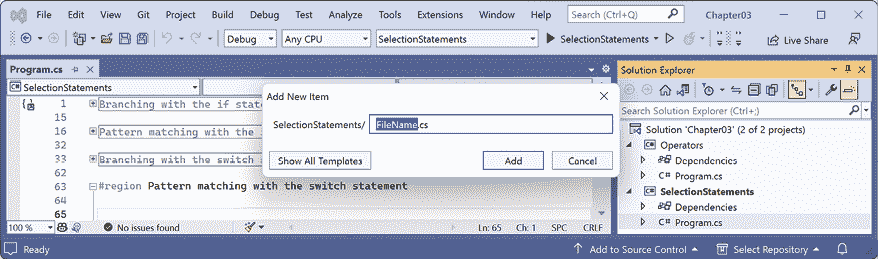 File Edit View Git Project Build Debug Test Analyze Tools Extensions Window Help Search (Ctrl+Q) Chapter03
Debug Any CPU SelectionStatements SelectionStatements Live Share
Program.cs
SelectionStatements
1 Branching with the if state
15
16 Pattern matching with the
32
33 Branching with the switch
62
63 #region Pattern matching with the switch statement
64
65
100 % No issues found Ln: 65 Ch: 1 SPC CRLF
Add New Item
SelectionStatements/ FileName.cs
Show All Templates Add Cancel
Solution Explorer
Search Solution Explorer (Ctrl+;)
Solution 'Chapter03' (2 of 2 projects)
C# Operators
Dependencies
C# Program.cs
C# SelectionStatements
Dependencies
C# Program.cs
Ready Add to Source Control Select Repository